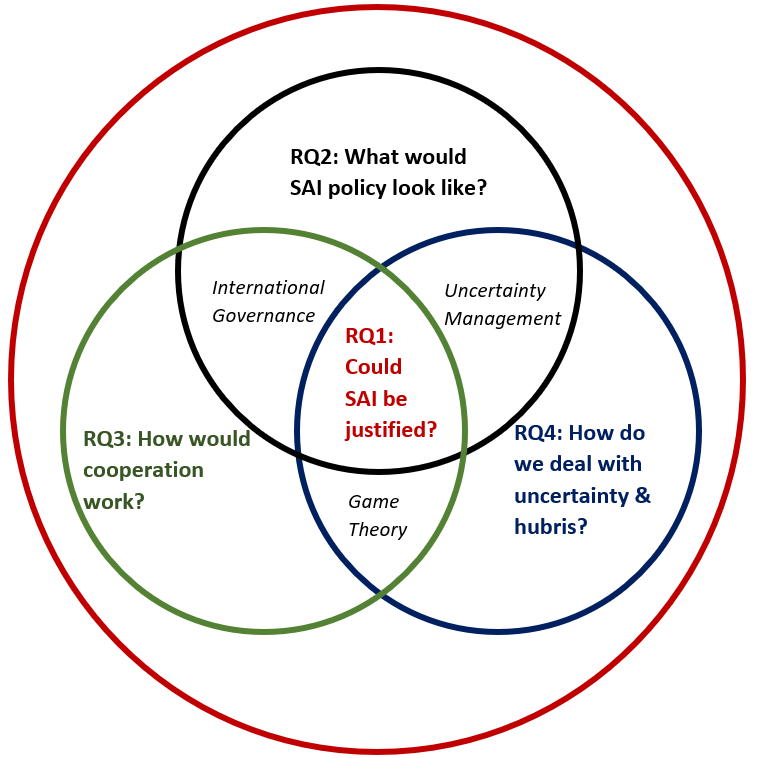 RQ2: What would
SAI policy look like?
International
Governance
Uncertainty
Management
RQ1:
Could
SAI be
justified?
RQ3: How would
cooperation
work?
RQ4: How do
we deal with
uncertainty &
hubris?
Game
Theory